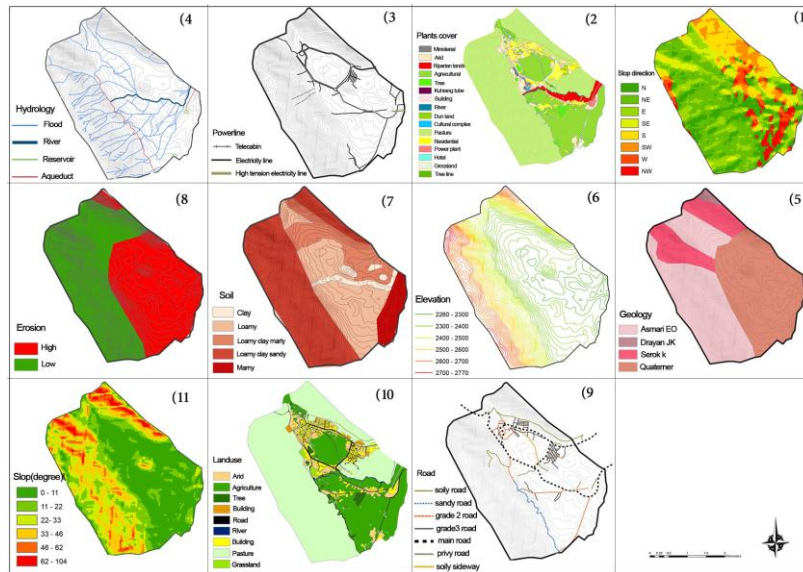 (4)
Hydrology
Flood
River
Reservoir
Aqueduct
(3)
Powerline
Telecabin
Electricity line
High tension electricity line
(2)
Plants cover
Ministerial
Arid
Riparten lands
Agricultural
Tree
Kuhrang tube
Building
River
Dun land
Cultural complex
Pasture
Residential
Power plant
Hotel
Grassland
Tree line
(1
Slop direction
N
NE
E
SE
S
SW
W
NW
(8)
Erosion
High
Low
(7)
Soil
Clay
Loamy
Loamy clay marly
Loarny clay sandy
Marny
(6)
Elevation
2280 - 2300
2300 - 2400
2400 - 2500
2500 - 2600
2600 - 2700
2700 - 2770
(5)
Geology
Asmari EO
Drayan JK
Serok k
Quaterner
(11)
Slop(degree)
0 - 11
11 - 22
22- 33
33 - 46
46 - 62
62 - 104
(10)
Landuse
Arid
Agriculture
Tree
Building
Road
River
Building
Pasture
Grassland
(9)
Road
soily road
sandy road
grade 2 road
grade3 road
main road
privy road
soily sideway